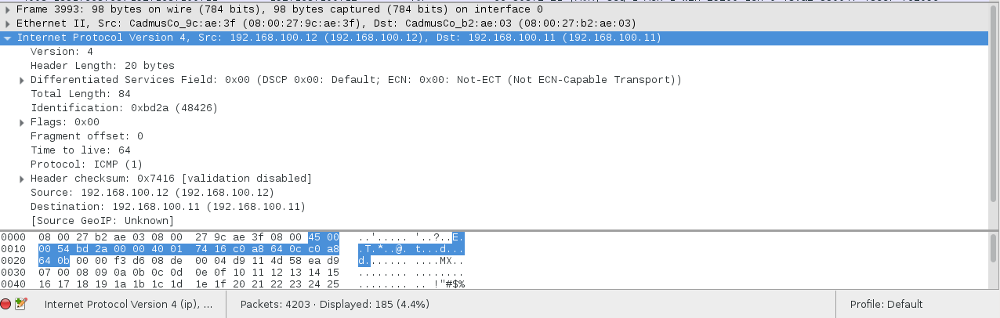 Frame 3993: 98 bytes on wire (784 bits), 98 bytes captured (784 bits) on interface 0
Ethernet II, Src: CadmusCo_9c:ae:3f (08:00:27:9c:ae:3f), Dst: CadmusCo_b2:ae:03 (08:00:27:b2:ae:03)
Internet Protocol Version 4, Src: 192.168.100.12 (192.168.100.12), Dst: 192.168.100.11 (192.168.100.11)
Version: 4
Header Length: 20 bytes
Differentiated Services Field: 0x00 (DSCP 0x00: Default; ECN: 0x00: Not-ECT (Not ECN-Capable Transport))
Total Length: 84
Identification: 0xbd2a (48426)
Flags: 0x00
Fragment offset: 0
Time to live: 64
Protocol: ICMP (1)
Header checksum: 0x7416 [validation disabled]
Source: 192.168.100.12 (192.168.100.12)
Destination: 192.168.100.11 (192.168.100.11)
[Source GeoIP: Unknown]
0000 08 00 27 b2 ae 03 08 00 27 9c ae 3f 08 00 45 00 ..'..... '..?..E.
0010 00 54 bd 2a 00 00 40 01 74 16 c0 a8 64 0c c0 a8 .T.*..@. t...d...
0020 64 0b 00 00 f3 d6 08 de 00 04 d9 11 4d 58 ea d9 d....... ....MX..
0030 07 00 08 09 0a 0b 0c 0d 0e 0f 10 11 12 13 14 15 ........ ........
0040 16 17 18 19 1a 1b 1c 1d 1e 1f 20 21 22 23 24 25 ........ .. !"#$%
Internet Protocol Version 4 (ip), ... Packets: 4203 · Displayed: 185 (4.4%) Profile: Default